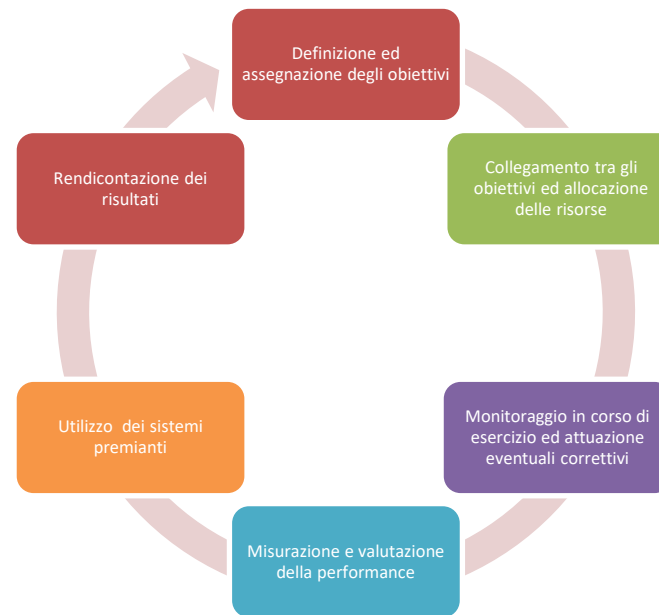 Definizione ed
assegnazione degli obiettivi
Collegamento tra gli
obiettivi ed allocazione
delle risorse
Monitoraggio in corso di
esercizio ed attuazione
eventuali correttivi
Misurazione e valutazione
della performance
Utilizzo  dei sistemi
premianti
Rendicontazione dei
risultati